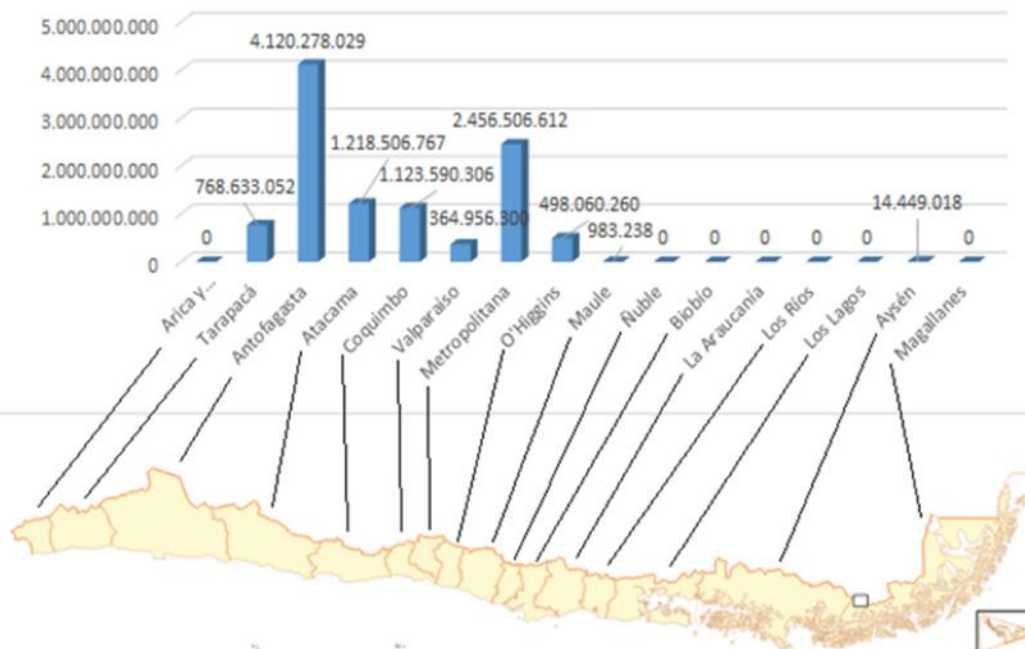 5.000.000.000
4.000.000.000
3.000.000.000
2.000.000.000
1.000.000.000
0
0
768.633.052
4.120.278.029
1.218.506.767
1.123.590.306
364.956.300
2.456.506.612
498.060.260
983.238
0
0
0
0
0
14.449.018
0
Arica y...
Tarapacá
Antofagasta
Atacama
Coquimbo
Valparaiso
Metropolitana
O'Higgins
Maule
Ñuble
Biobío
La Araucanía
Los Ríos
Los Lagos
Aysén
Magallanes